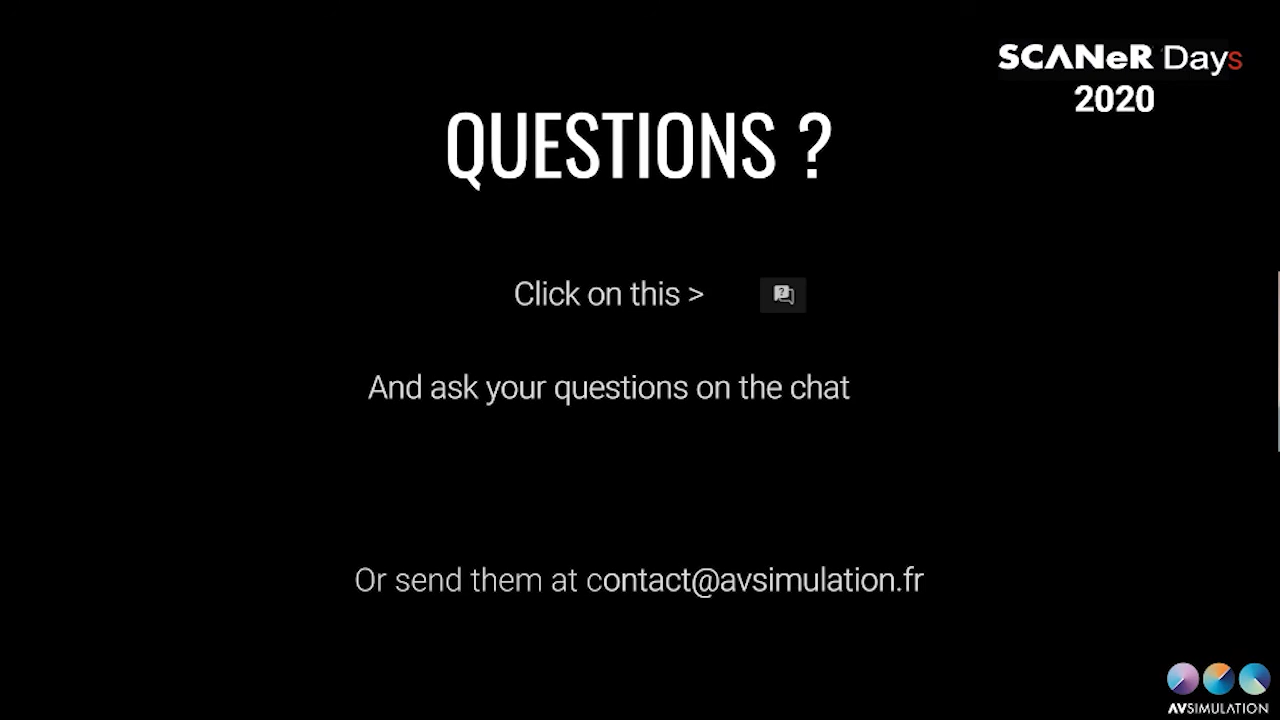 SCANeR Days
2020
QUESTIONS ?
Click on this >
?
And ask your questions on the chat
Or send them at contact@avsimulation.fr
AVSIMULATION